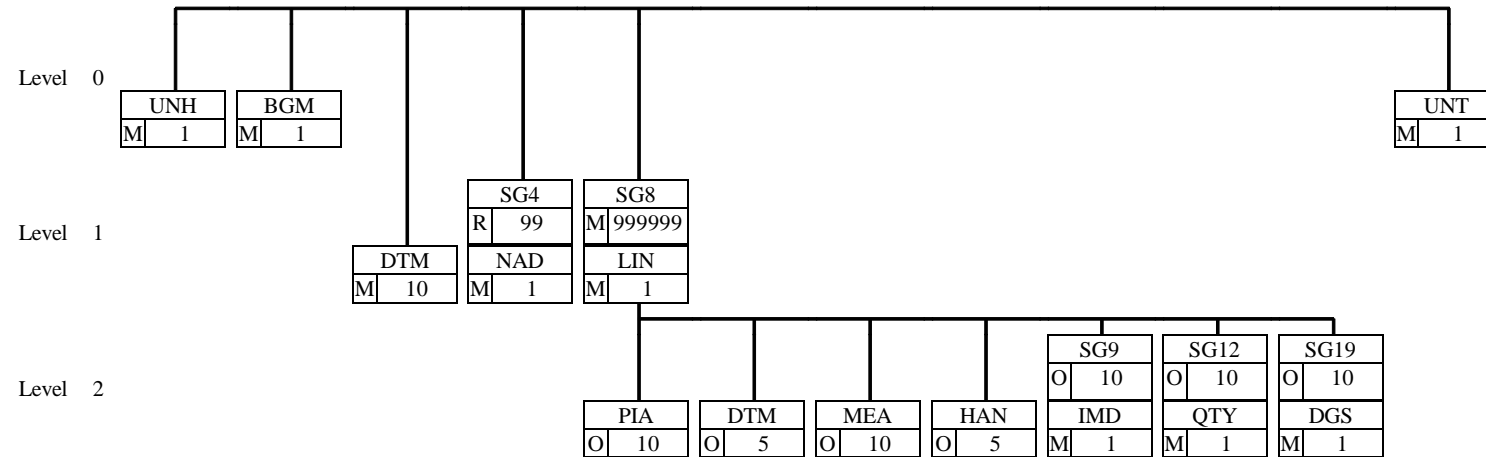 Level 0
UNH BGM UNT
M 1 M 1 M 1
SG4 SG8
R 99 M 999999
Level 1
DTM NAD LIN
M 10 M 1 M 1
SG9 SG12 SG19
O 10 O 10 O 10
Level 2
PIA DTM MEA HAN IMD QTY DGS
O 10 O 5 O 10 O 5 M 1 M 1 M 1